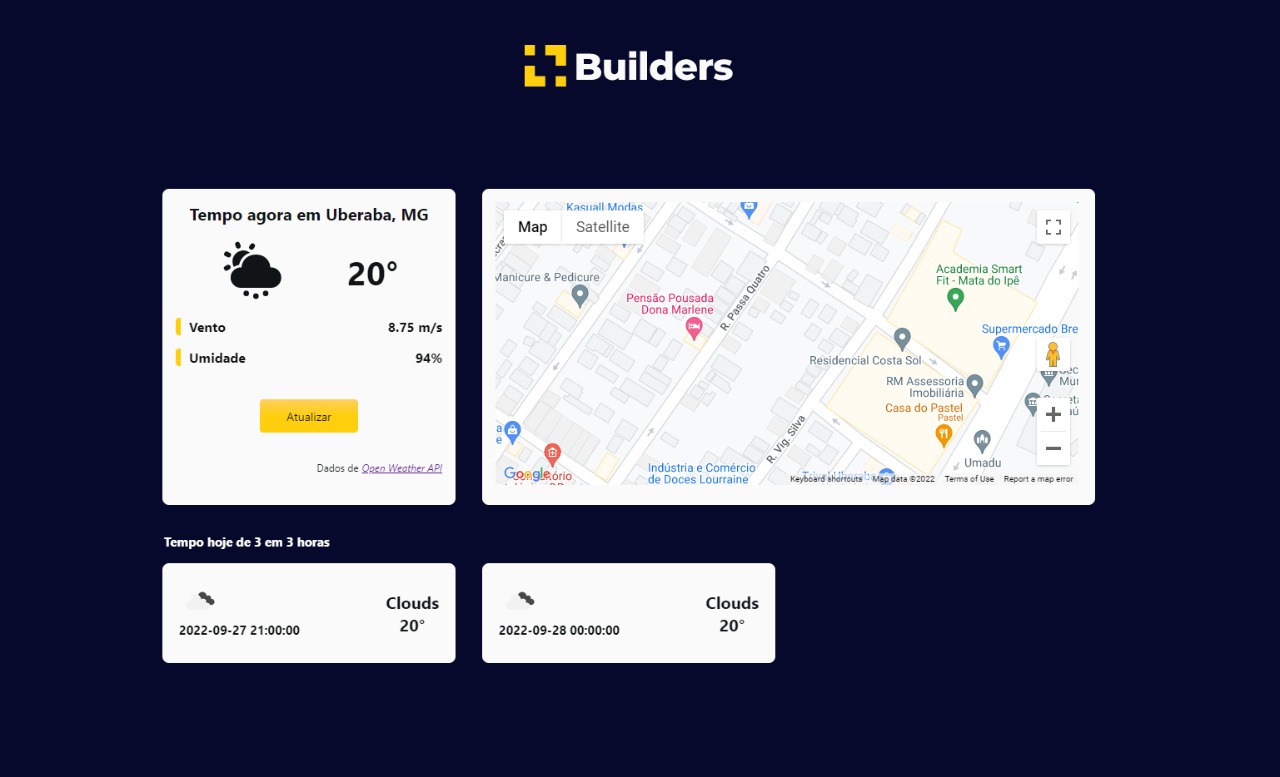 Builders
Tempo agora em Uberaba, MG
20°
Vento
8.75 m/s
Umidade
94%
Atualizar
Dados de Open Weather API
Kasuall Modas
Map
Satellite
Manicure & Pedicure
Pensão Pousada
Dona Marlene
R. Passa Quatro
Academia Smart
Fit - Mata do Ipê
Supermercado Bre
Residencial Costa Sol
RM Assessoria
Imobiliária
Casa do Pastel
Pastel
R. Vig. Silva
Umadu
Indústria e Comércio
de Doces Lourraine
Google
Keyboard shortcuts
Map data ©2022
Terms of Use
Report a map error
Tempo hoje de 3 em 3 horas
Clouds
20°
2022-09-27 21:00:00
Clouds
20°
2022-09-28 00:00:00